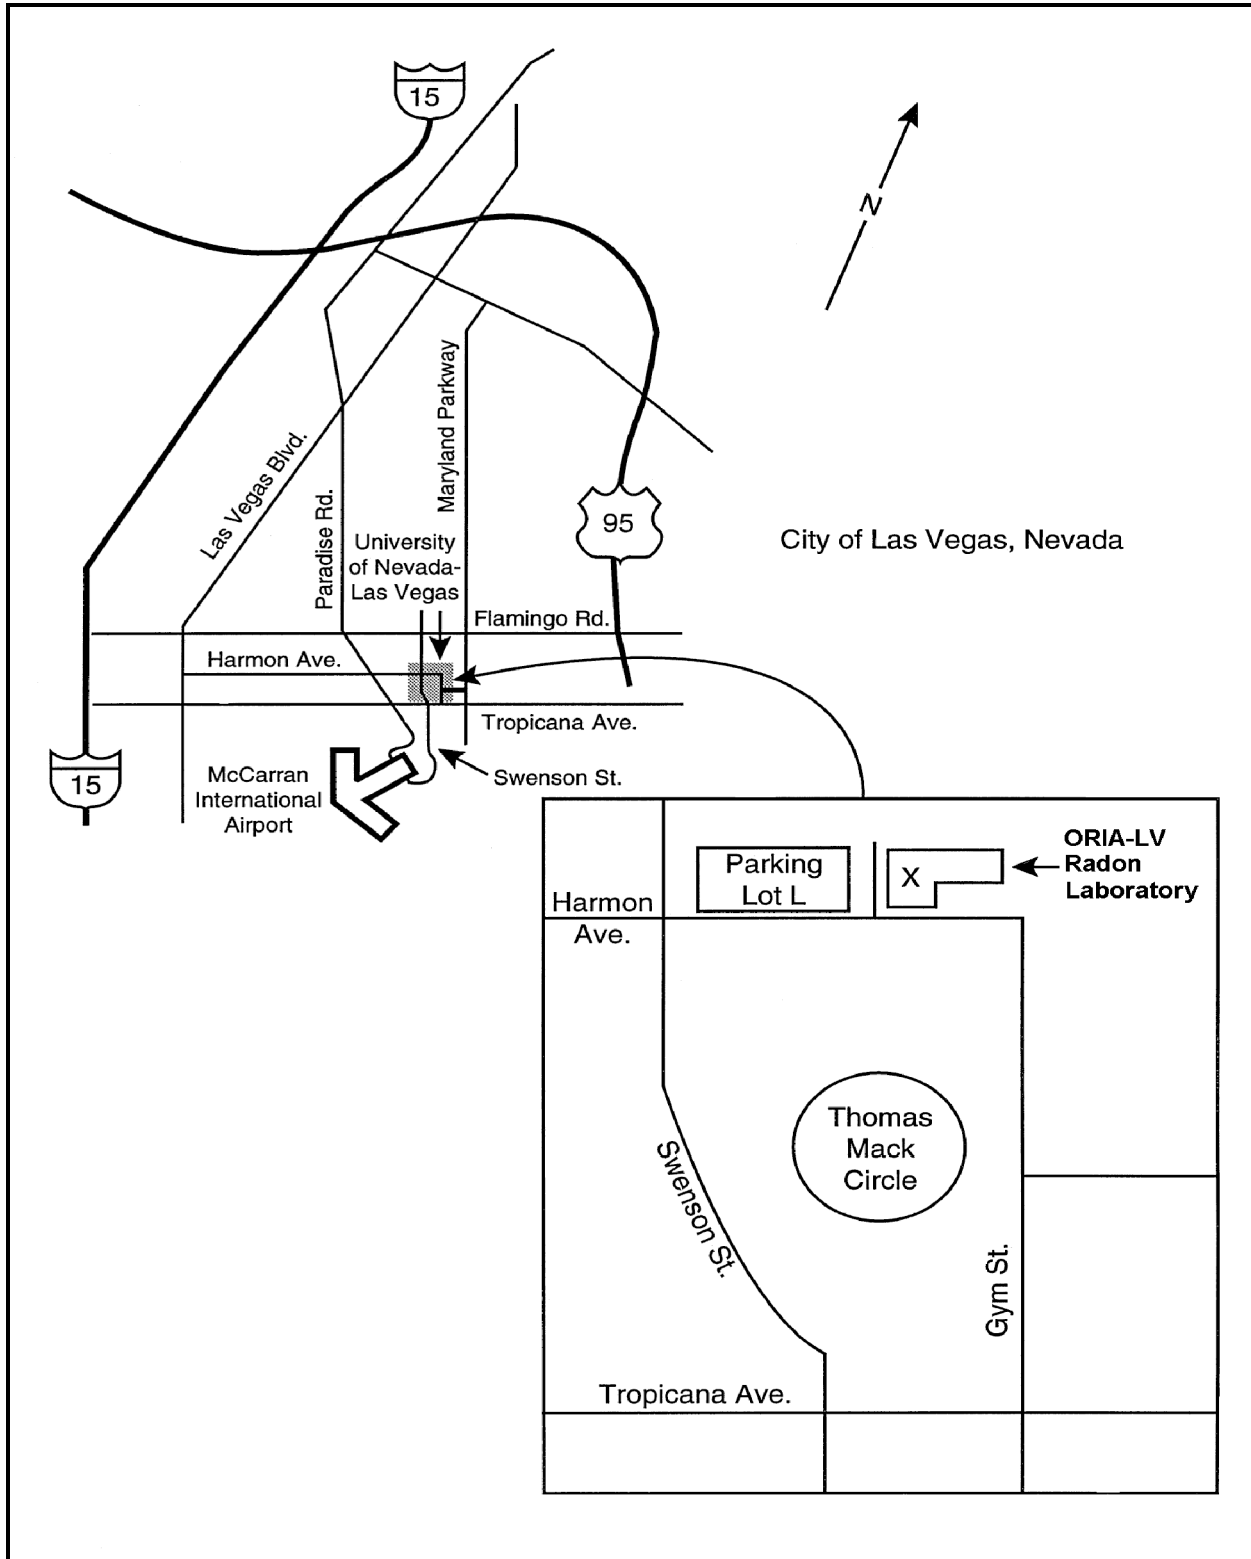 15
N
Las Vegas Blvd.
Paradise Rd.
Maryland Parkway
95
City of Las Vegas, Nevada
University
of Nevada-
Las Vegas
Flamingo Rd.
Harmon Ave.
Tropicana Ave.
Swenson St.
15
McCarran
International
Airport
Parking
Lot L
X
ORIA-LV
Radon
Laboratory
Harmon
Ave.
Thomas
Mack
Circle
Swenson St.
Gym St.
Tropicana Ave.